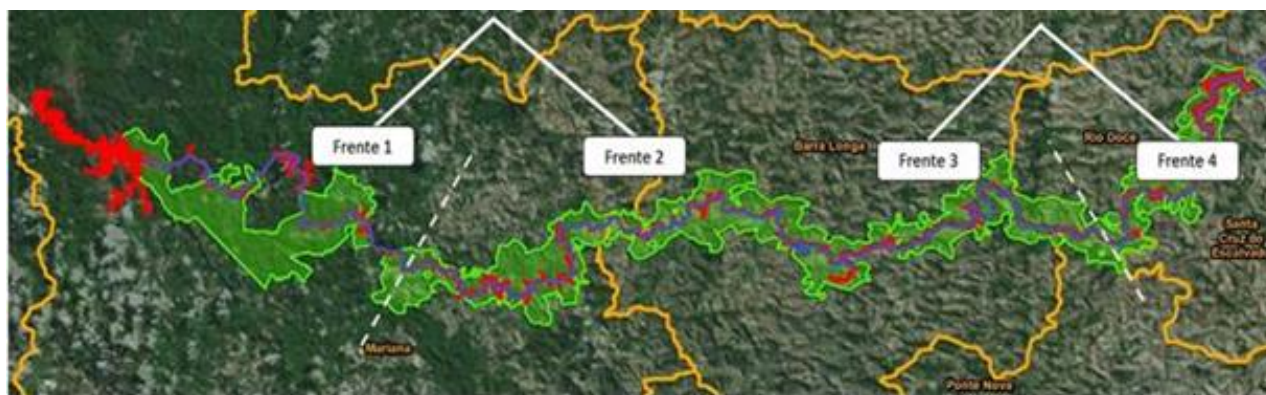 Frente 1
Frente 2
Barra Longa
Frente 3
Rio Doce
Frente 4
Santa
Cruz do
Escalvado
Mariana
Ponte Nova